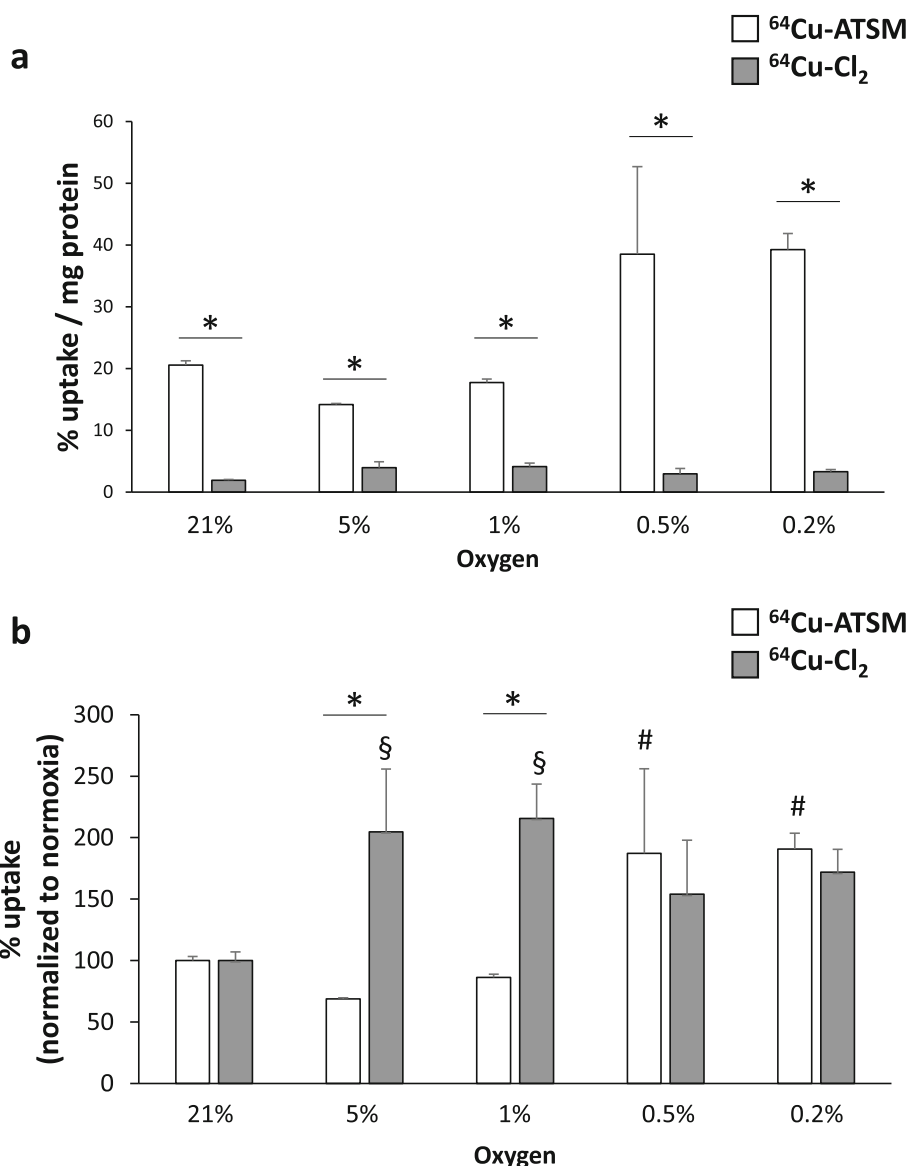 a
⁶⁴Cu-ATSM
⁶⁴Cu-Cl₂
% uptake / mg protein
60
50
40
30
20
10
0
*
*
*
*
*
21% 5% 1% 0.5% 0.2%
Oxygen
b
⁶⁴Cu-ATSM
⁶⁴Cu-Cl₂
% uptake
(normalized to normoxia)
300
250
200
150
100
50
0
* *
§ § # #
21% 5% 1% 0.5% 0.2%
Oxygen